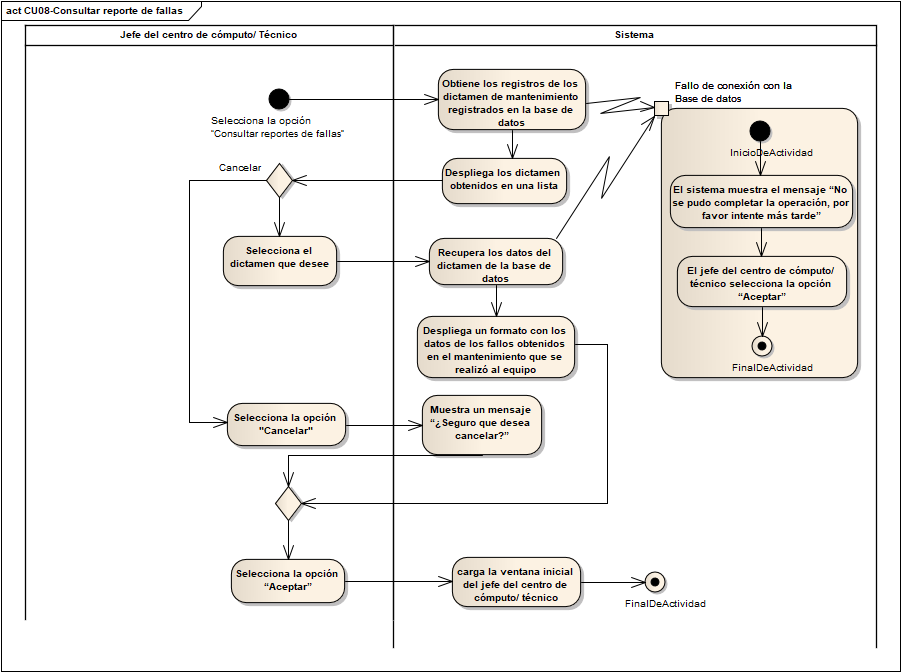 act CU08-Consultar reporte de fallas
Jefe del centro de cómputo/ Técnico
Sistema
Selecciona la opción
"Consultar reportes de fallas"
Obtiene los registros de los
dictamen de mantenimiento
registrados en la base de
datos
Fallo de conexión con la
Base de datos
InicioDeActividad
Cancelar
Despliega los dictamen
obtenidos en una lista
El sistema muestra el mensaje “No
se pudo completar la operación, por
favor intente más tarde”
Selecciona el
dictamen que desee
Recupera los datos del
dictamen de la base de
datos
El jefe del centro de cómputo/
técnico selecciona la opción
“Aceptar”
Despliega un formato con los
datos de los fallos obtenidos
en el mantenimiento que se
realizó al equipo
FinalDeActividad
Selecciona la opción
"Cancelar"
Muestra un mensaje
“¿Seguro que desea
cancelar?”
Selecciona la opción
“Aceptar”
carga la ventana inicial
del jefe del centro de
cómputo/ técnico
FinalDeActividad